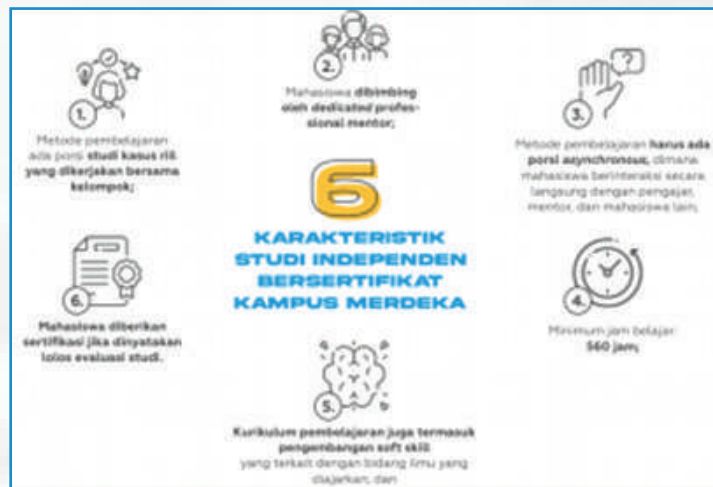 1.
Metode pembelajaran
ada porsi studi kasus riil
yang dikerjakan bersama
kelompok;
2.
Mahasiswa dibimbing
oleh dedicated profes-
sional mentor;
3.
Metode pembelajaran harus ada
porsi asynchronous, dimana
mahasiswa berinteraksi secara
langsung dengan pengajar,
mentor, dan mahasiswa lain;
6
KARAKTERISTIK
STUDI INDEPENDEN
BERSERTIFIKAT
KAMPUS MERDEKA
4.
Minimum jam belajar
560 jam;
5.
Kurikulum pembelajaran juga termasuk
pengembangan soft skill
yang terkait dengan bidang ilmu yang
diajarkan; dan
6.
Mahasiswa diberikan
sertifikasi jika dinyatakan
lolos evaluasi studi.